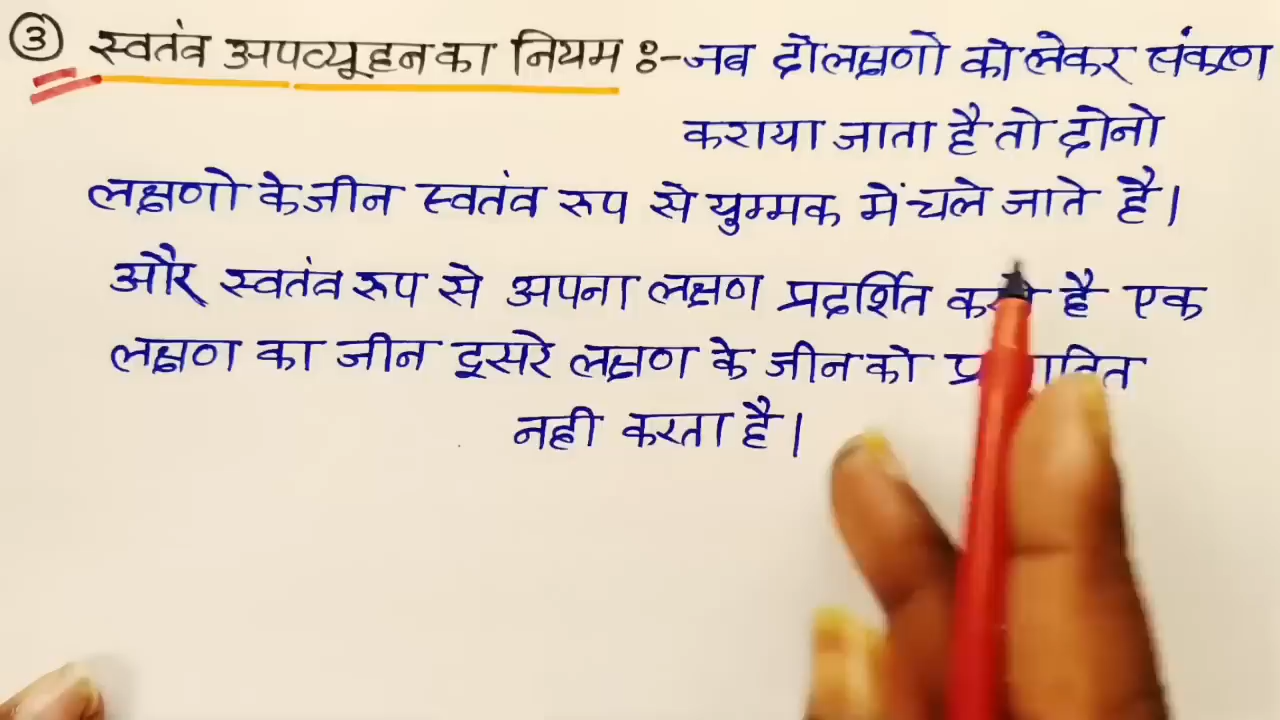 ③ स्वतंत्र अपव्यूहन का नियम :- जब दो लक्षणो को लेकर संकरण
कराया जाता है तो दोनो
लक्षणो के जीन स्वतंत्र रूप से युग्मक में चले जाते है।
और स्वतंत्र रूप से अपना लक्षण प्रदर्शित है एक
लक्षण का जीन दूसरे लक्षण के जीन को
नही करता है।